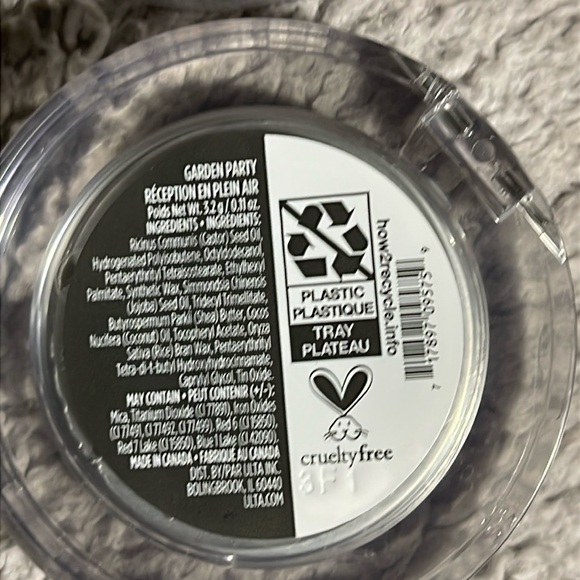 GARDEN PARTY
RÉCEPTION EN PLEIN AIR
Poids Net Wt. 3.2 g / 0.11 oz.
INGREDIENTS • INGRÉDIENTS:
Ricinus Communis (Castor) Seed Oil,
Hydrogenated Polyisobutene, Octyldodecanol,
Pentaerythrityl Tetraisostearate, Ethylhexyl
Palmitate, Synthetic Wax, Simmondsia Chinensis
(Jojoba) Seed Oil, Tridecyl Trimellitate,
Butyrospermum Parkii (Shea) Butter, Cocos
Nucifera (Coconut) Oil, Tocopheryl Acetate, Oryza
Sativa (Rice) Bran Wax, Pentaerythrityl
Tetra-di-t-butyl Hydroxyhydrocinnamate,
Caprylyl Glycol, Tin Oxide.
MAY CONTAIN • PEUT CONTENIR (+/-):
Mica, Titanium Dioxide (CI 77891), Iron Oxides
(CI 77491, CI 77492, CI 77499), Red 6 (CI 15850),
Red 7 Lake (CI 15850), Blue 1 Lake (CI 42090).
MADE IN CANADA • FABRIQUÉ AU CANADA
DIST. BY/PAR ULTA INC.
BOLINGBROOK, IL 60440
ULTA.COM
PLASTIC
PLASTIQUE
TRAY
PLATEAU
how2recycle.info
7 17897 09575 9
crueltyfree